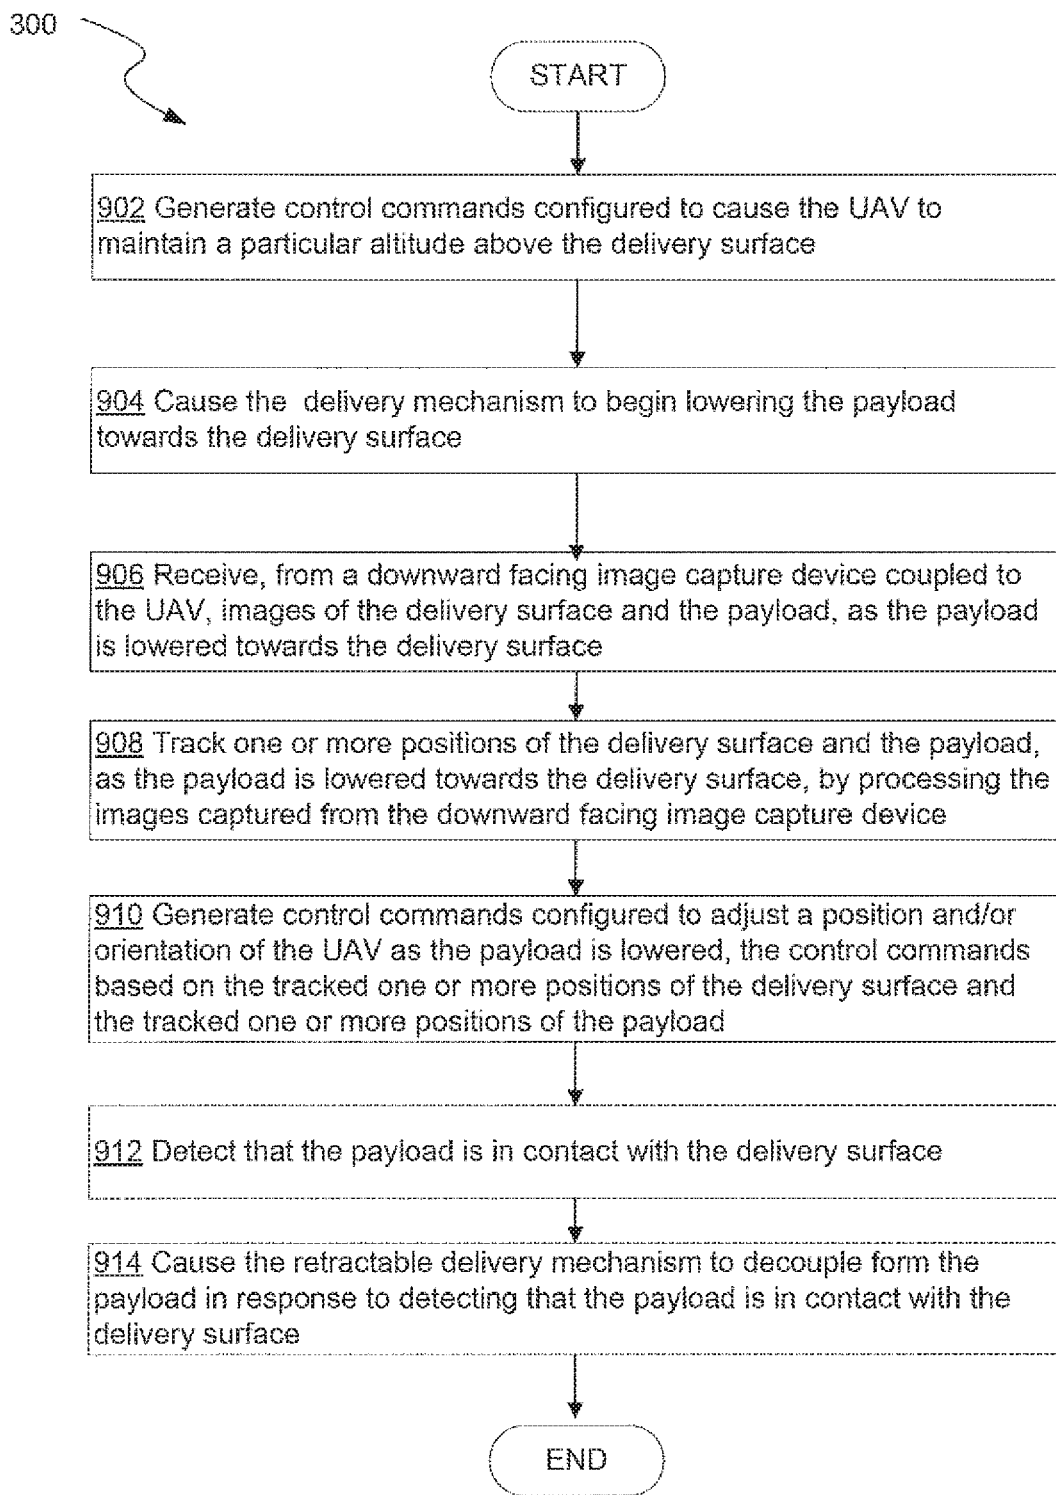 300
START
902 Generate control commands configured to cause the UAV to
maintain a particular altitude above the delivery surface
904 Cause the delivery mechanism to begin lowering the payload
towards the delivery surface
906 Receive, from a downward facing image capture device coupled to
the UAV, images of the delivery surface and the payload, as the payload
is lowered towards the delivery surface
908 Track one or more positions of the delivery surface and the payload,
as the payload is lowered towards the delivery surface, by processing the
images captured from the downward facing image capture device
910 Generate control commands configured to adjust a position and/or
orientation of the UAV as the payload is lowered, the control commands
based on the tracked one or more positions of the delivery surface and
the tracked one or more positions of the payload
912 Detect that the payload is in contact with the delivery surface
914 Cause the retractable delivery mechanism to decouple form the
payload in response to detecting that the payload is in contact with the
delivery surface
END